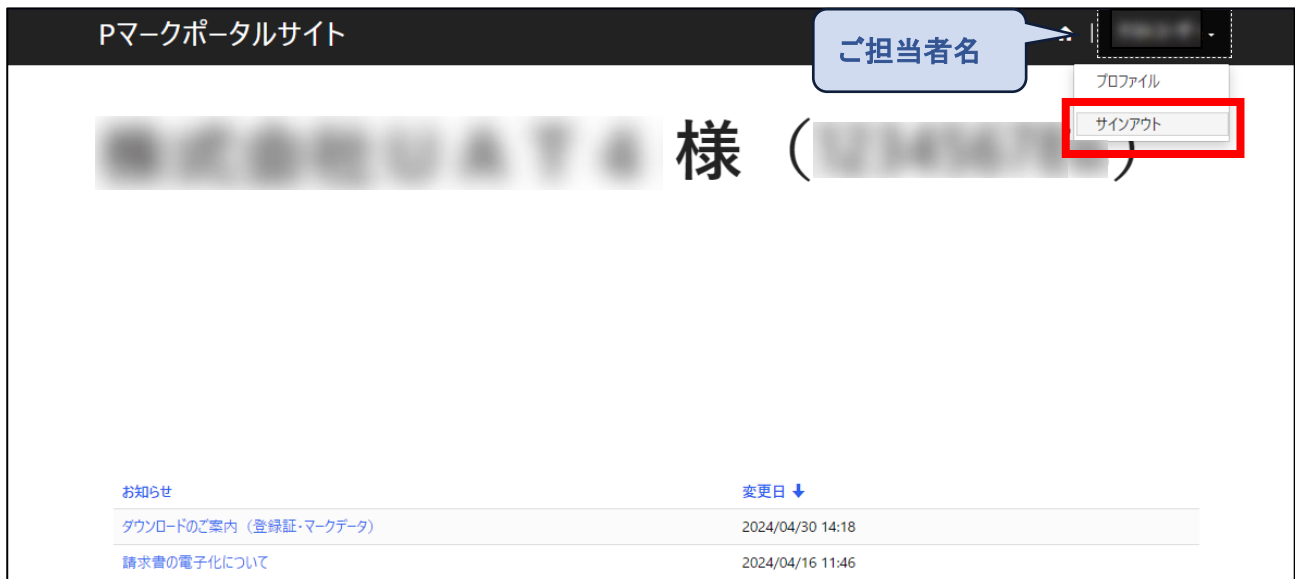 Pマークポータルサイト
ご担当者名
プロファイル
サインアウト
様（
）
お知らせ 変更日
ダウンロードのご案内（登録証・マークデータ） 2024/04/30 14:18
請求書の電子化について 2024/04/16 11:46